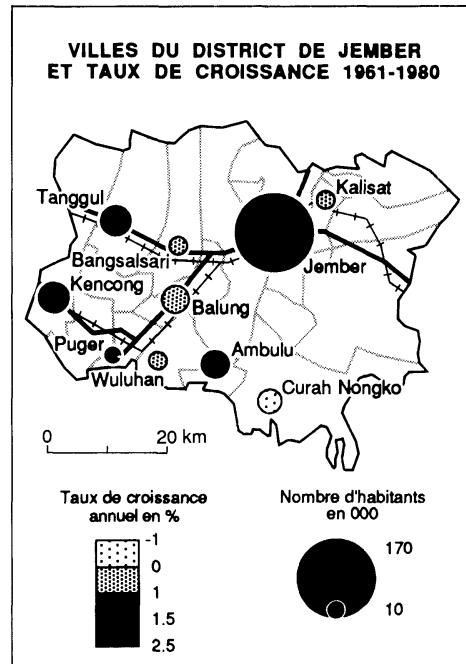 VILLES DU DISTRICT DE JEMBER
ET TAUX DE CROISSANCE 1961-1980
Kalisat
Tanggul
Bangsalsari
Jember
Kencong
Balung
Puger
Ambulu
Wuluhan
Curah Nongko
0 20 km
Taux de croissance
annuel en %
-1
0
1
1.5
2.5
Nombre d'habitants
en 000
170
10